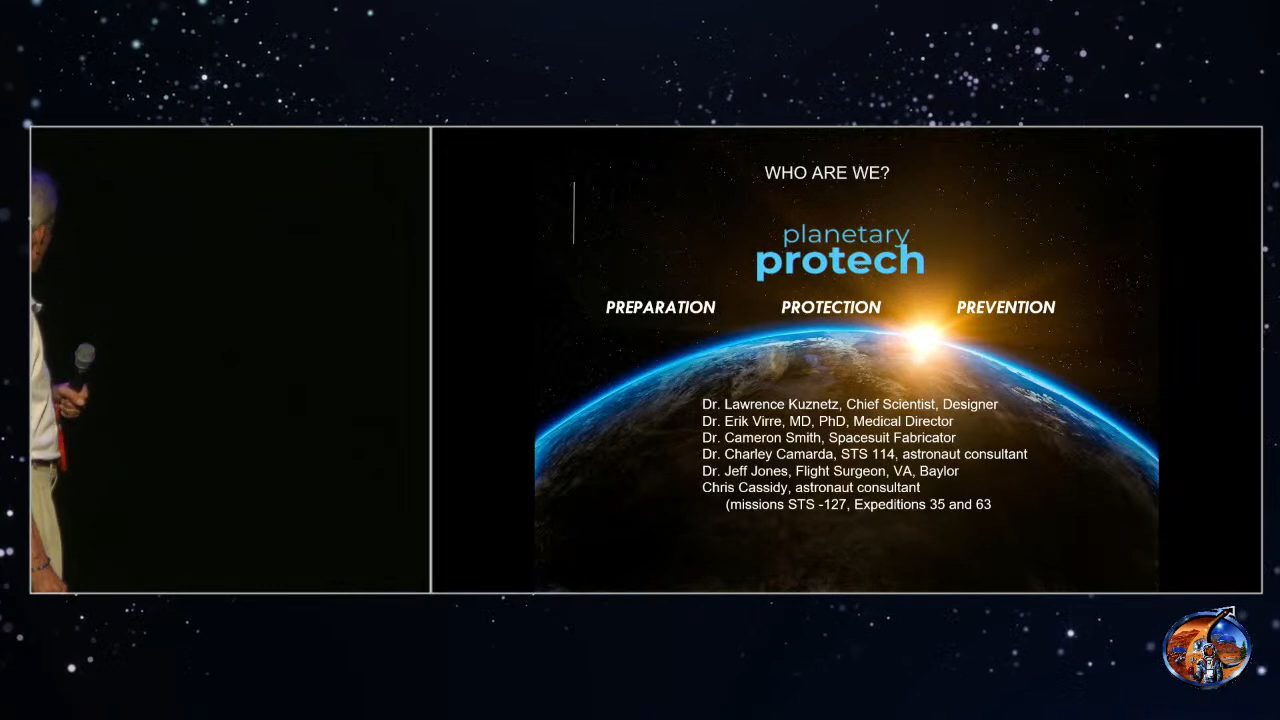 WHO ARE WE?
planetary
protech
PREPARATION PROTECTION PREVENTION
Dr. Lawrence Kuznetz, Chief Scientist, Designer
Dr. Erik Virre, MD, PhD, Medical Director
Dr. Cameron Smith, Spacesuit Fabricator
Dr. Charley Camarda, STS 114, astronaut consultant
Dr. Jeff Jones, Flight Surgeon, VA, Baylor
Chris Cassidy, astronaut consultant
(missions STS -127, Expeditions 35 and 63